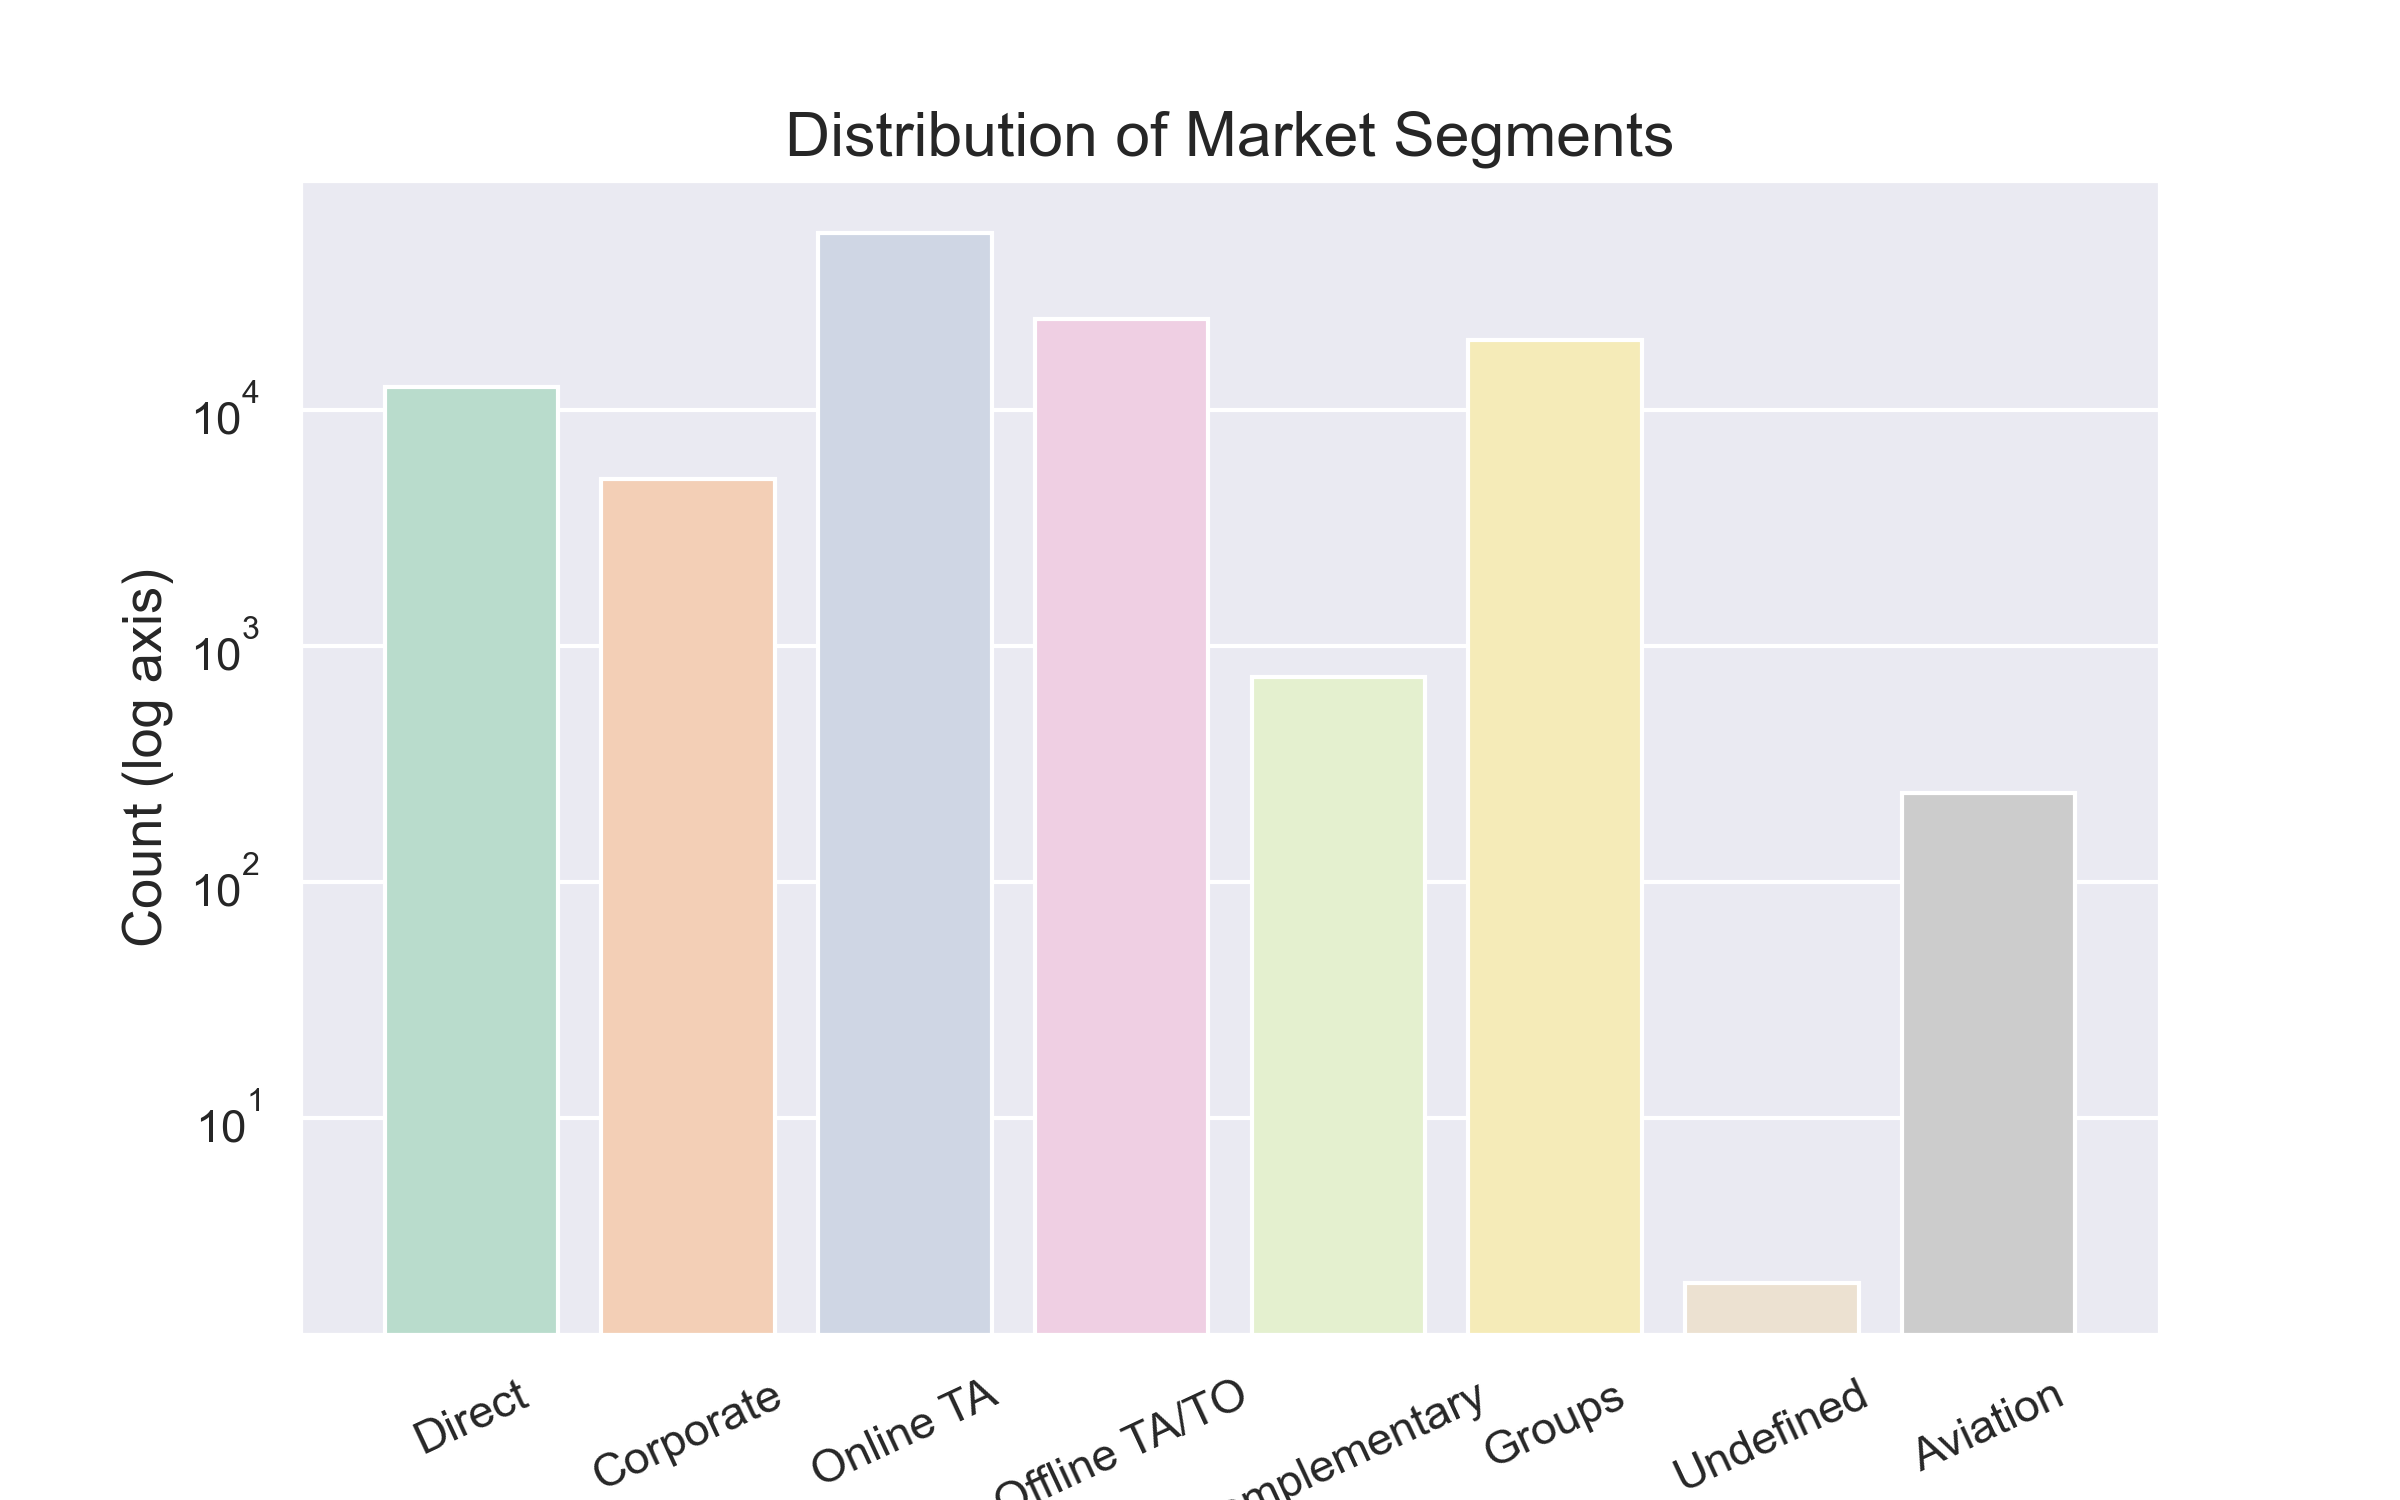 Distribution of Market Segments
Count (log axis)
10^4
10^3
10^2
10^1
Direct
Corporate
Online TA
Offline TA/TO
omplementary
Groups
Undefined
Aviation